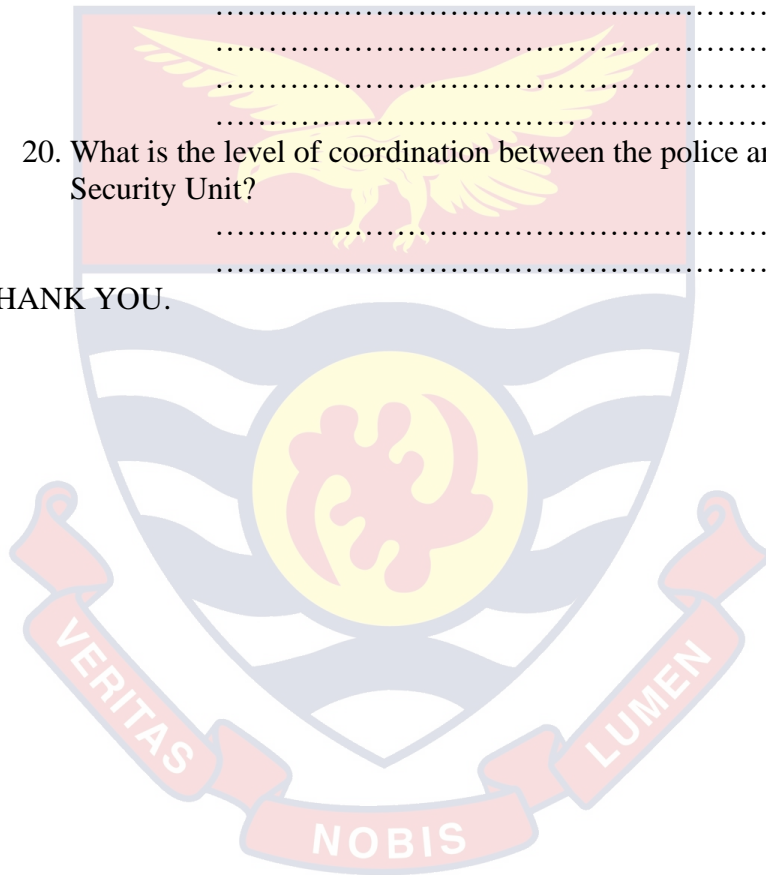 ………………………………………………
………………………………………………
………………………………………………
………………………………………………
20. What is the level of coordination between the police
Security Unit?
………………………………………………
………………………………………………
HANK YOU.
VERITAS
NOBIS
LUMEN